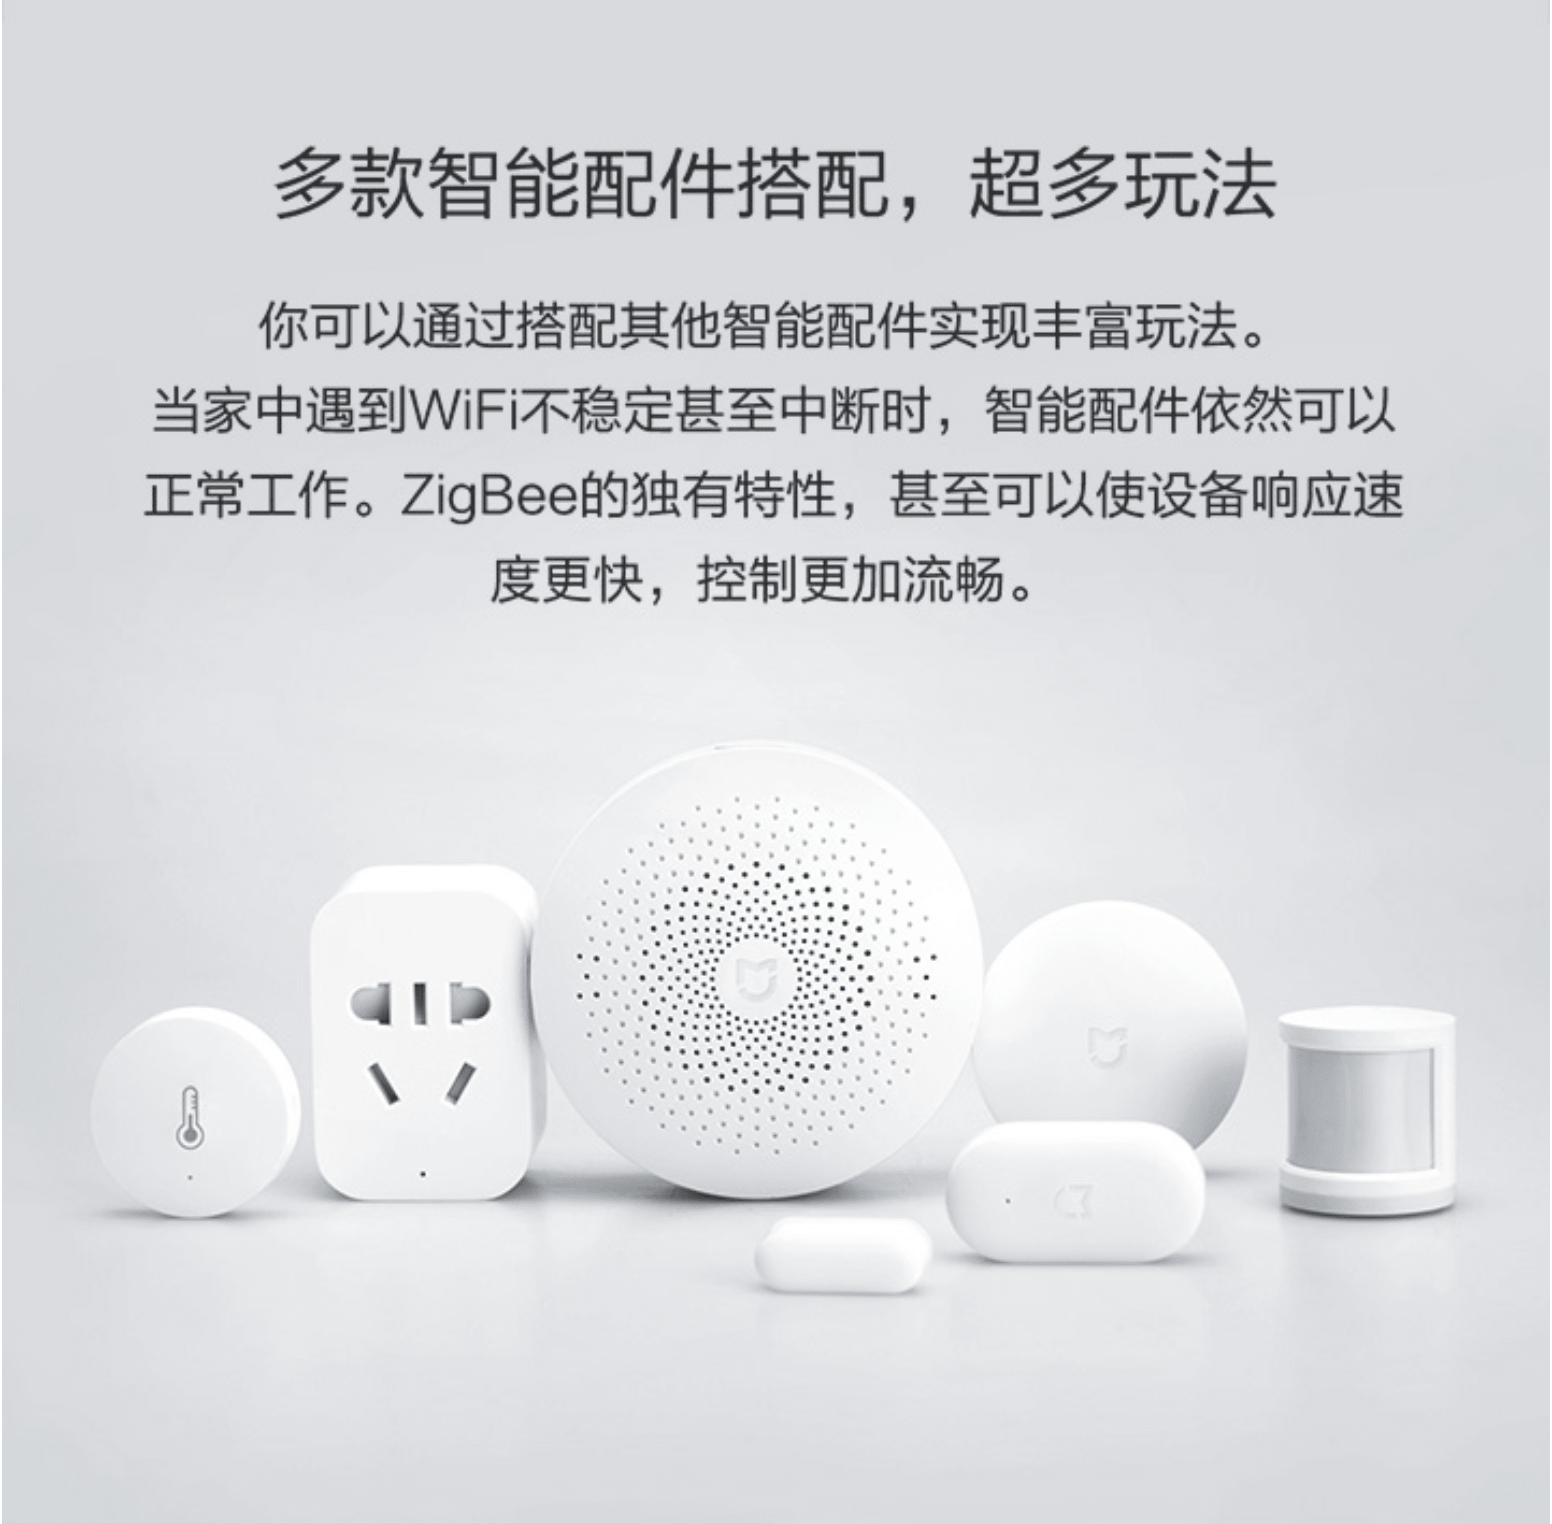 多款智能配件搭配，超多玩法
你可以通过搭配其他智能配件实现丰富玩法。
当家中遇到WiFi不稳定甚至中断时，智能配件依然可以
正常工作。ZigBee的独有特性，甚至可以使设备响应速
度更快，控制更加流畅。